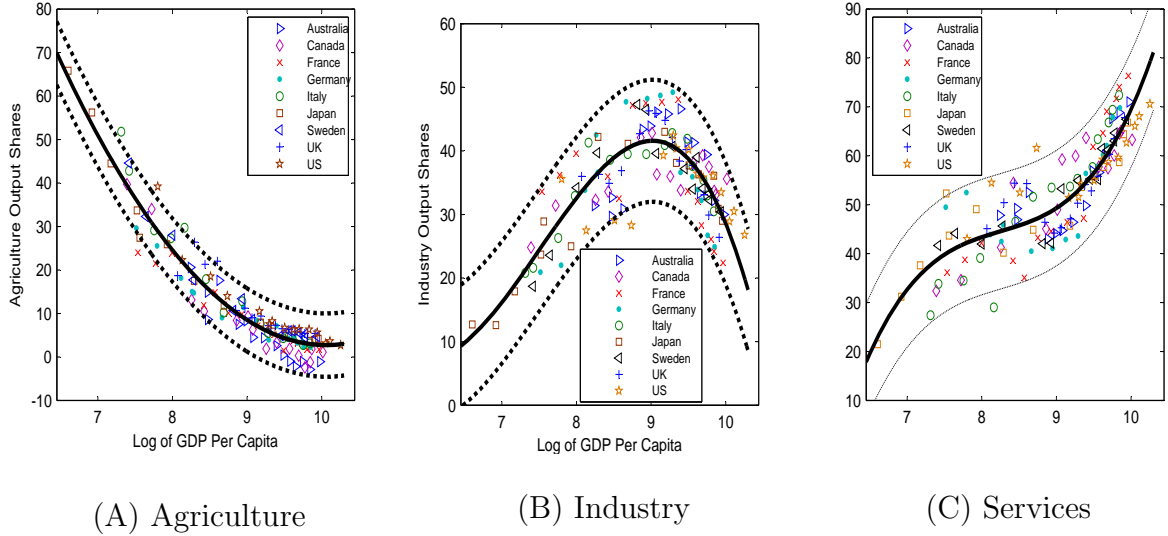 Agriculture Output Shares
80
70
60
50
40
30
20
10
0
-10
7
8
9
10
Log of GDP Per Capita
Australia
Canada
France
Germany
Italy
Japan
Sweden
UK
US
(A) Agriculture
Industry Output Shares
60
50
40
30
20
10
0
7
8
9
10
Log of GDP Per Capita
Australia
Canada
France
Germany
Italy
Japan
Sweden
UK
US
(B) Industry
90
80
70
60
50
40
30
20
10
7
8
9
10
Australia
Canada
France
Germany
Italy
Japan
Sweden
UK
US
(C) Services